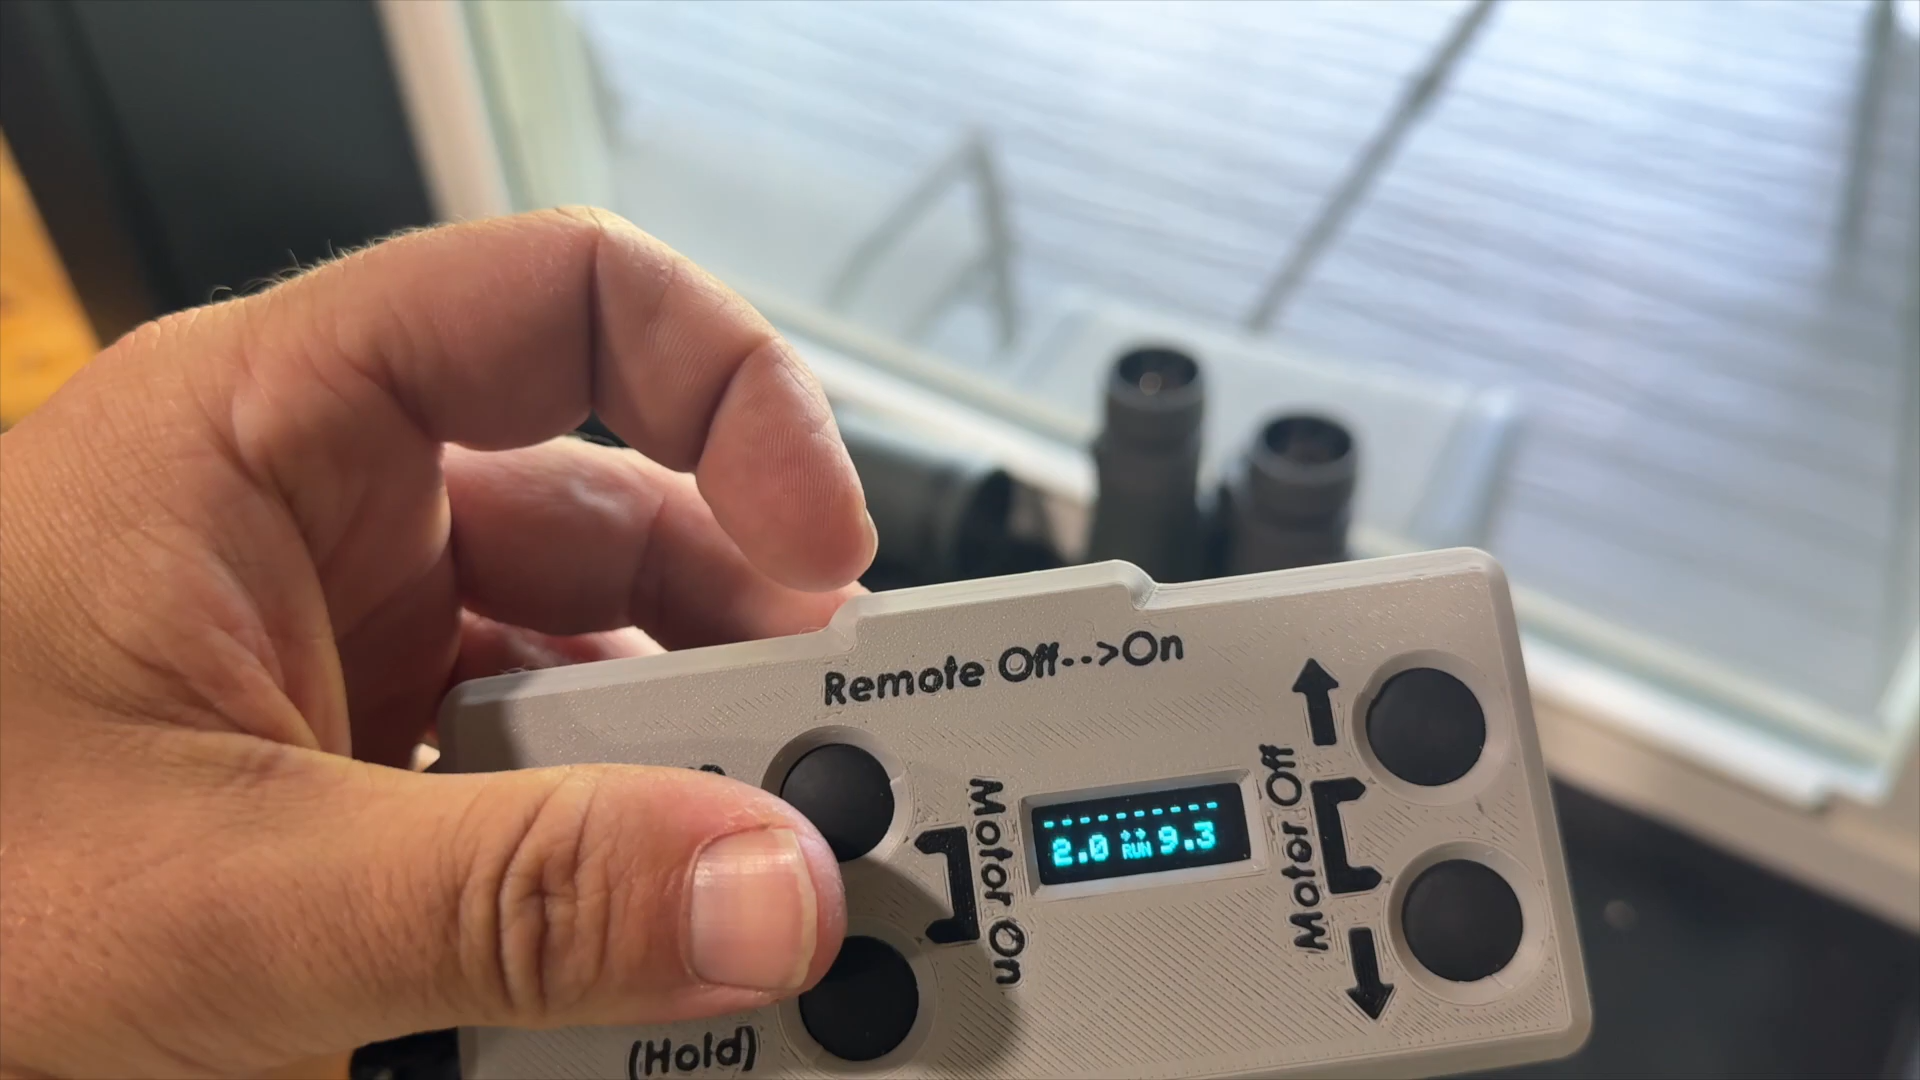 Remote Off-->On
Motor On
2.0 RUN 9.3
Motor Off
(Hold)